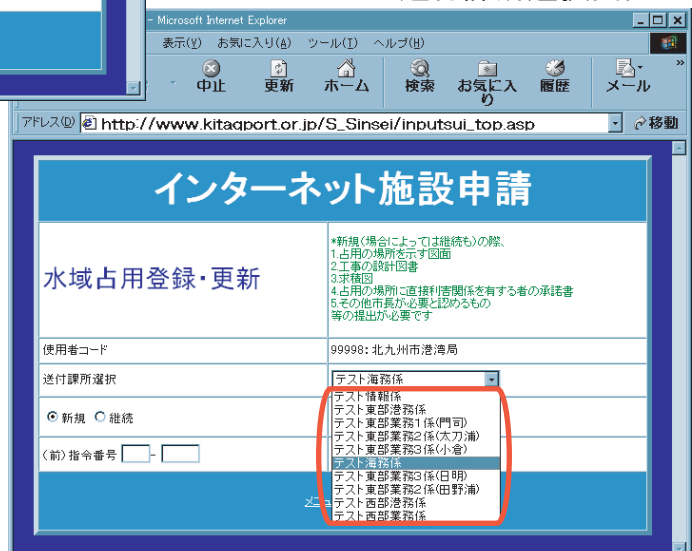 - Microsoft Internet Explorer
表示(V) お気に入り(A) ツール(I) ヘルプ(H)
中止 更新 ホーム 検索 お気に入り 履歴 メール
アドレス(D) http://www.kitaqport.or.jp/S_Sinsei/inputsui_top.asp 移動
インターネット施設申請
水域占用登録・更新
*新規(場合によっては継続も)の際、
1.占用の場所を示す図面
2.工事の設計図書
3.求積図
4.占用の場所に直接利害関係を有する者の承諾書
5.その他市長が必要と認めるもの
等の提出が必要です
使用者コード 99998:北九州市港湾局
送付課所選択 テスト海務係
テスト情報係
テスト東部港務係
テスト東部業務1係(門司)
テスト東部業務2係(太刀浦)
テスト東部業務3係(小倉)
テスト海務係
テスト東部業務3係(日明)
テスト東部業務2係(田野浦)
テスト西部港務係
テスト西部業務係
新規 継続
(前)指令番号 -